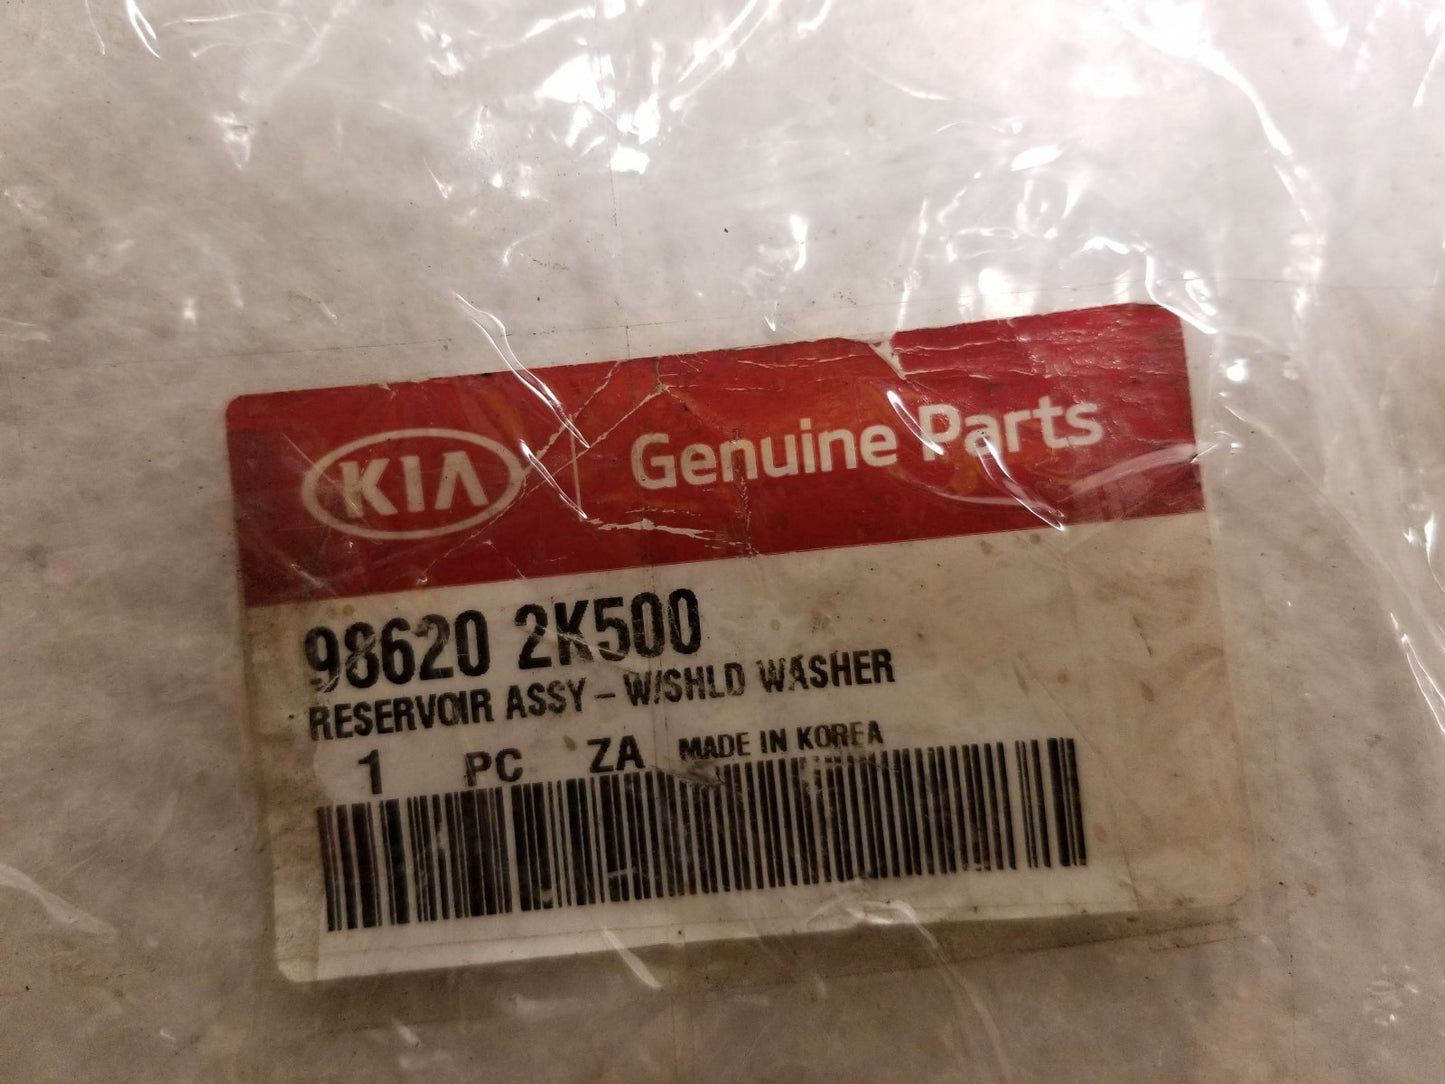 KIA Genuine Parts
98620 2K500
RESERVOIR ASSY - W/SHLD WASHER
1 PC ZA MADE IN KOREA